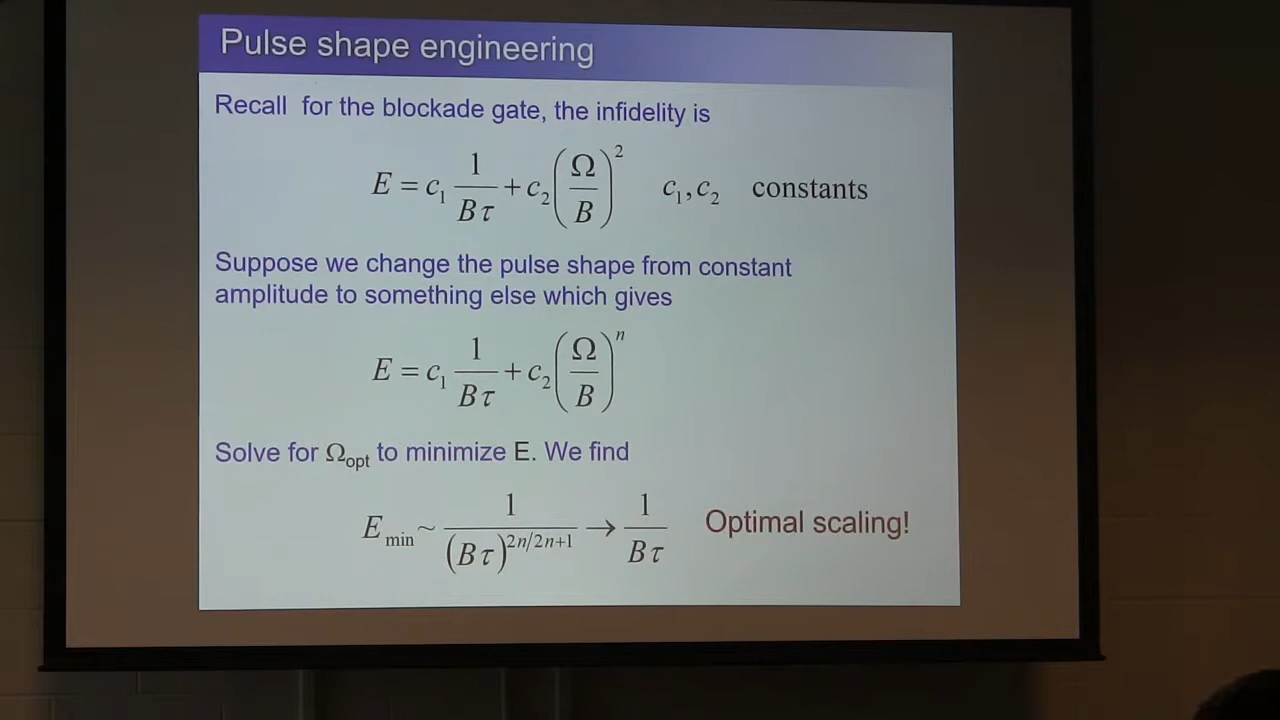 Pulse shape engineering
Recall for the blockade gate, the infidelity is
E = c₁ 1/(Bτ) + c₂ (Ω/B)² c₁, c₂ constants
Suppose we change the pulse shape from constant
amplitude to something else which gives
E = c₁ 1/(Bτ) + c₂ (Ω/B)ⁿ
Solve for Ω_opt to minimize E. We find
E_min ~ 1/(Bτ)^(2n/2n+1) → 1/(Bτ) Optimal scaling!